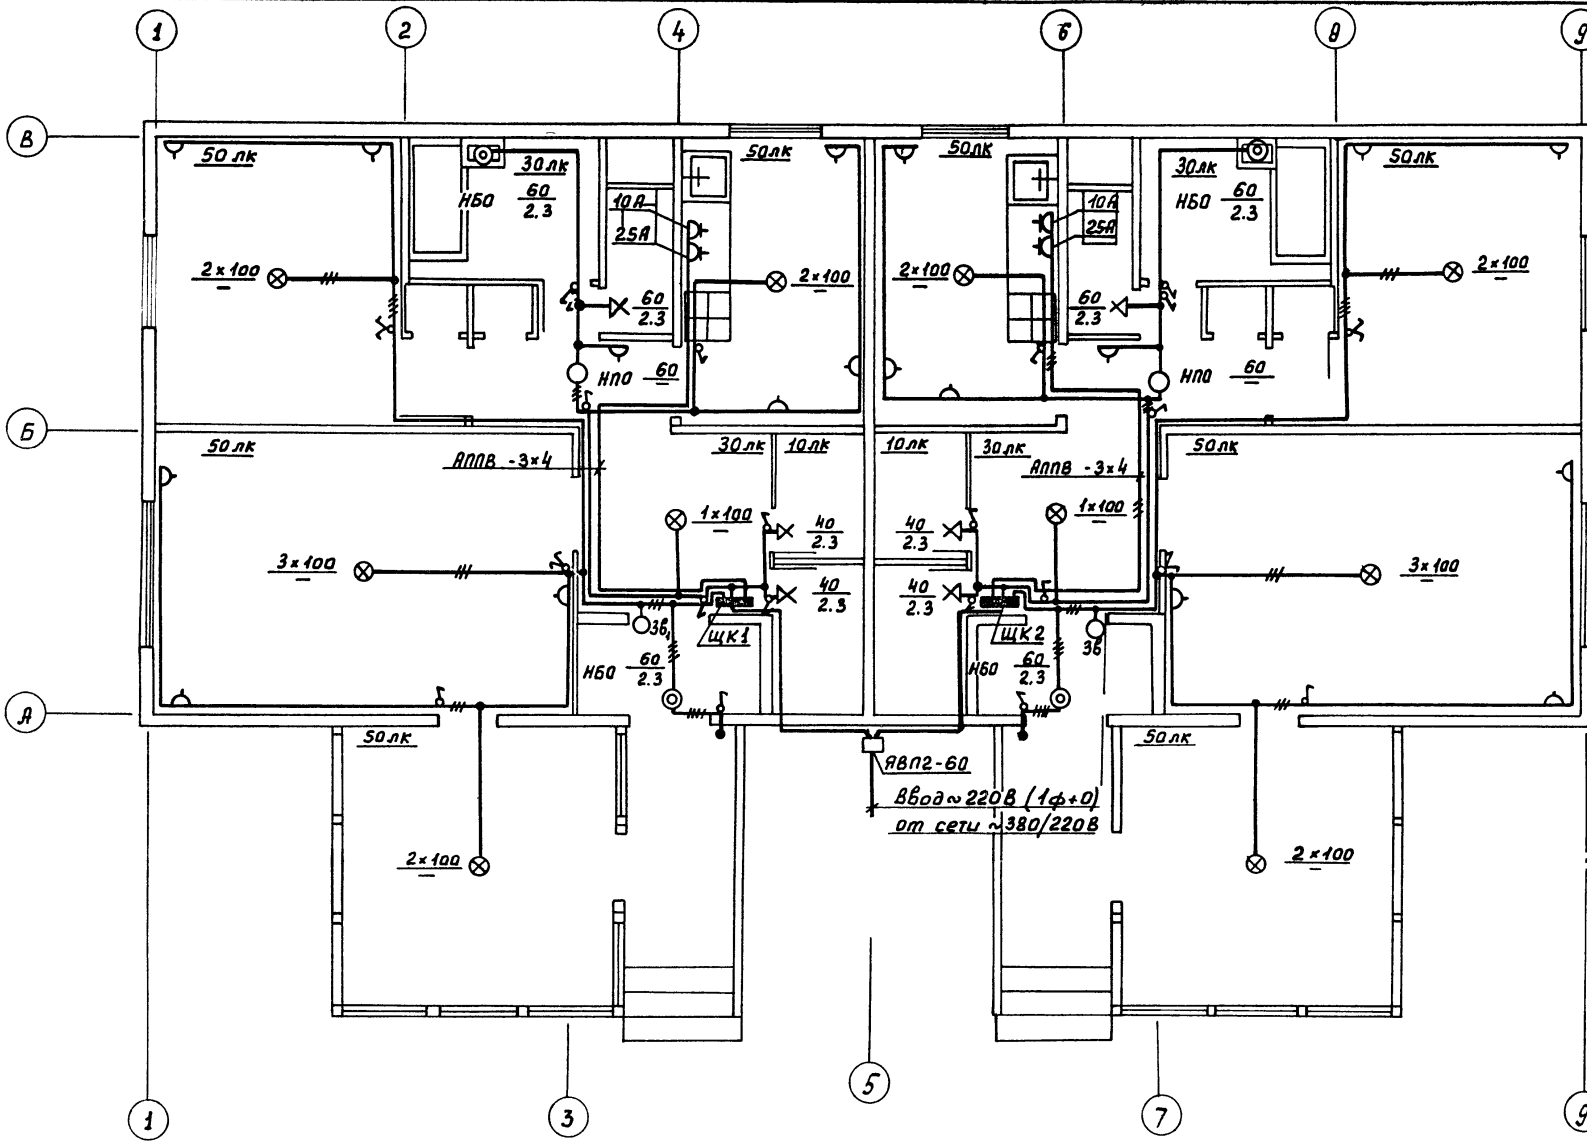 1 2 4 6 8 9
В
50 лк 30 лк 50 лк 50 лк 30 лк 50 лк
НБО 60/2.3
НБО 60/2.3
10А 10А
25А 25А
2×100 2×100 2×100 2×100
60/2.3 60/2.3
НПО 60 НПО 60
Б
50 лк 30 лк 10 лк 10 лк 30 лк 50 лк
АППВ -3×4 АППВ -3×4
1×100 1×100
40/2.3 40/2.3
3×100 3×100
40/2.3 40/2.3
Зв₁ ЩК1 ЩК2 Зв
НБО 60/2.3 НБО 60/2.3
А
50 лк 50 лк
ЯВП2-60
Ввод ~ 220В (1ф+0)
от сети ~ 380/220В
2×100 2×100
1 3 5 7 9